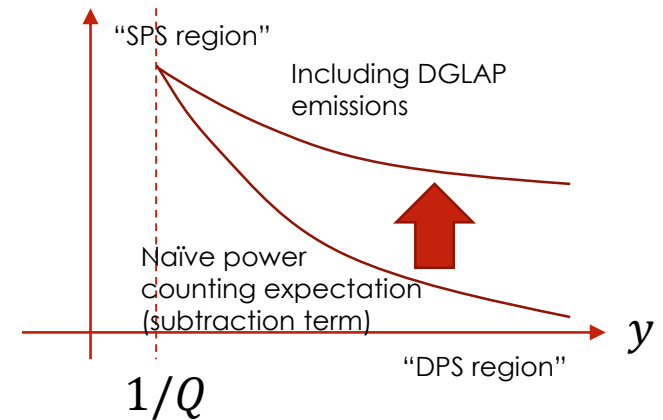 “SPS region”
Including DGLAP
emissions
Naïve power
counting expectation
(subtraction term)
y
“DPS region”
1/Q